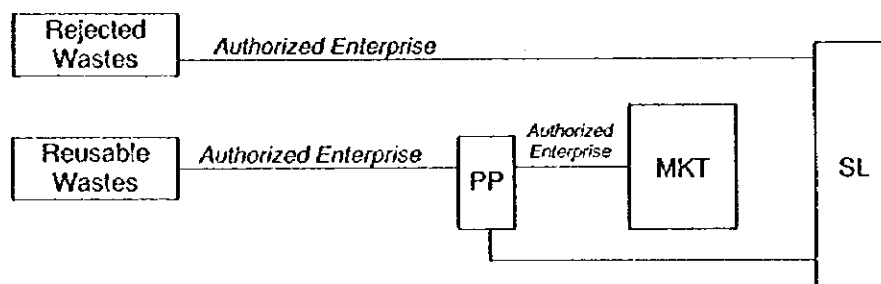 Rejected
Wastes
Authorized Enterprise
Reusable
Wastes
Authorized Enterprise
PP
Authorized
Enterprise
MKT
SL